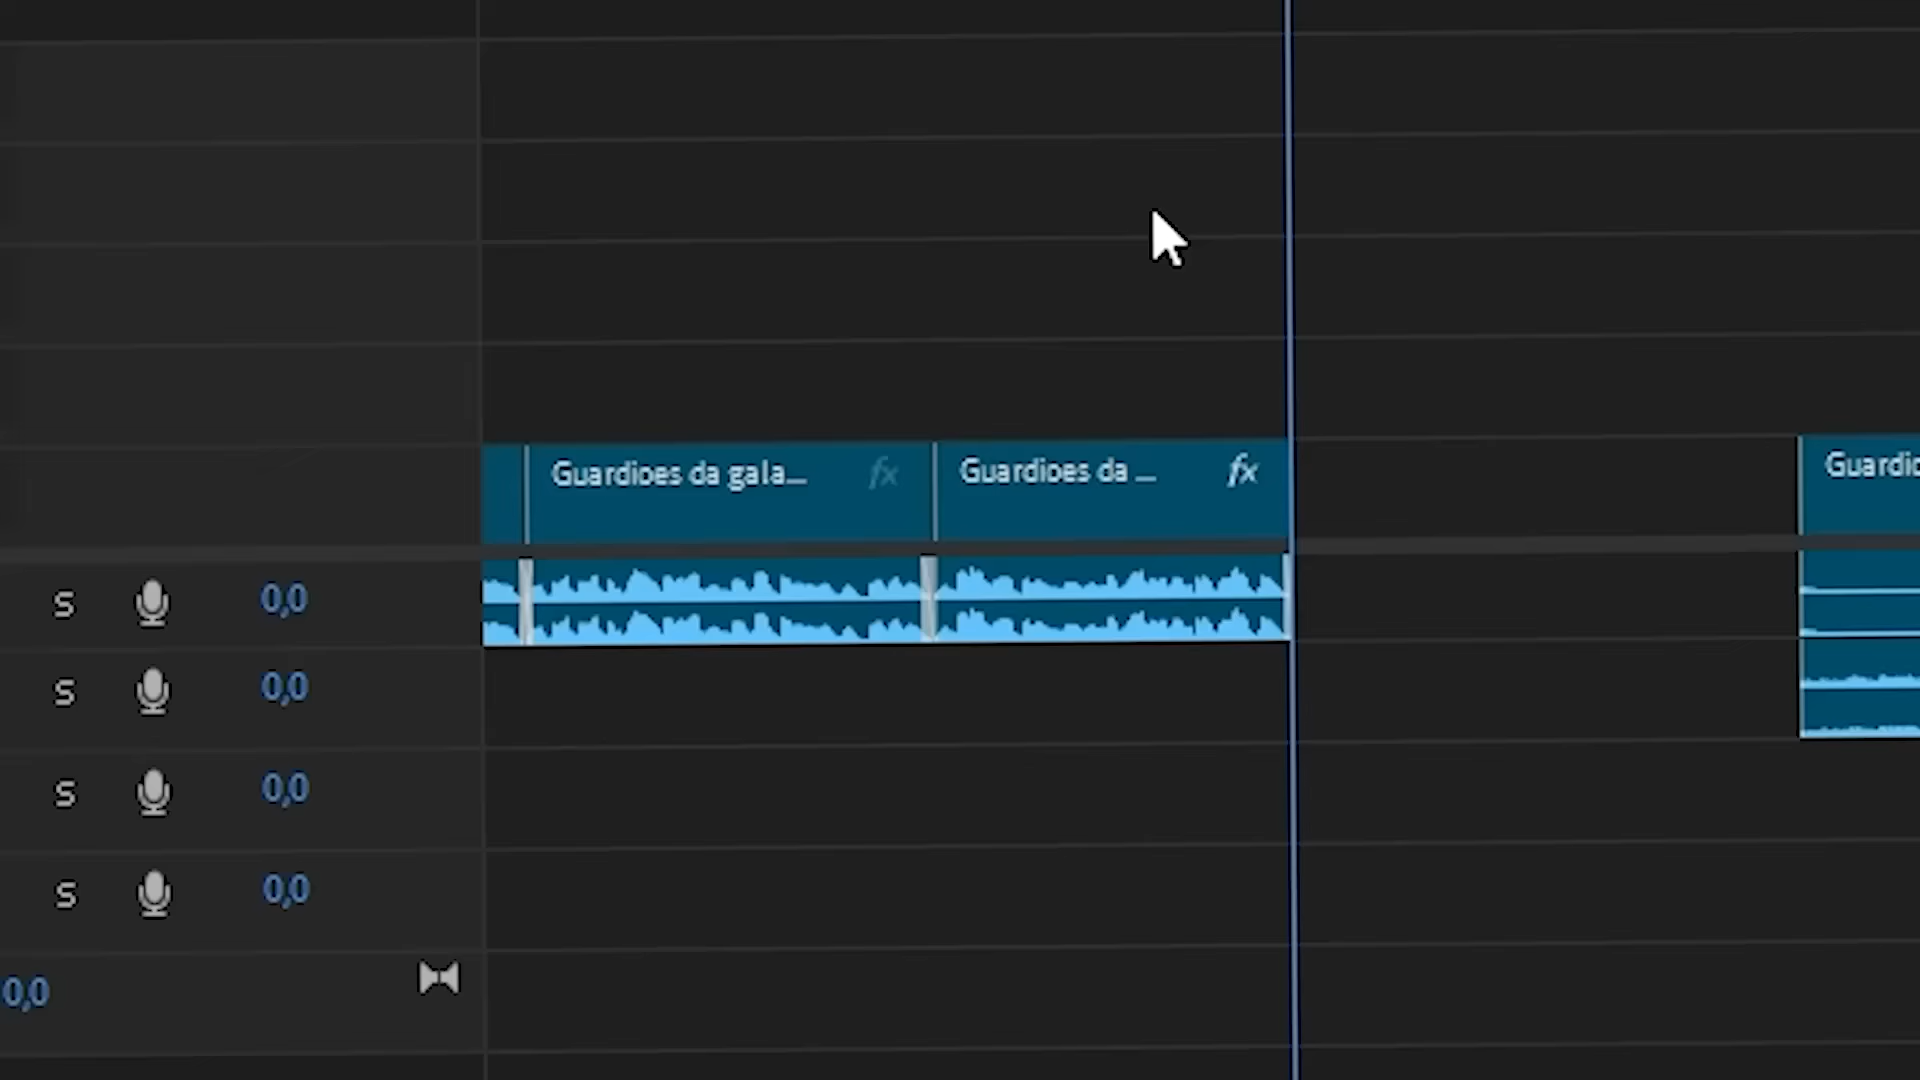 Guardioes da gala... fx
Guardioes da ... fx
Guardio
S 0,0
S 0,0
S 0,0
S 0,0
0,0